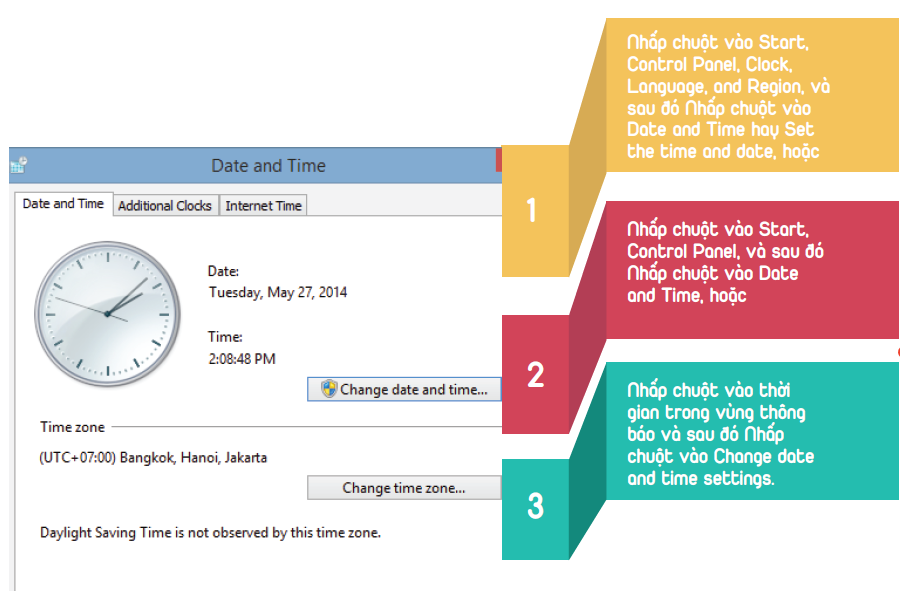 Date and Time
Date and Time
Additional Clocks
Internet Time
Date:
Tuesday, May 27, 2014
Time:
2:08:48 PM
Change date and time...
Time zone
(UTC+07:00) Bangkok, Hanoi, Jakarta
Change time zone...
Daylight Saving Time is not observed by this time zone.
1
Nhấp chuột vào Start,
Control Panel, Clock,
Language, and Region, và
sau đó Nhấp chuột vào
Date and Time hay Set
the time and date, hoặc
2
Nhấp chuột vào Start,
Control Panel, và sau đó
Nhấp chuột vào Date
and Time, hoặc
3
Nhấp chuột vào thời
gian trong vùng thông
báo và sau đó Nhấp
chuột vào Change date
and time settings.